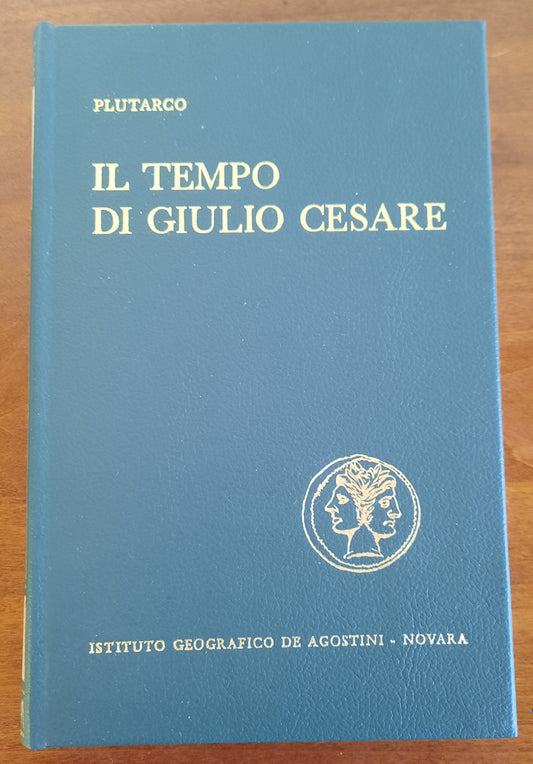 PLUTARCO
IL TEMPO
DI GIULIO CESARE
ISTITUTO GEOGRAFICO DE AGOSTINI - NOVARA